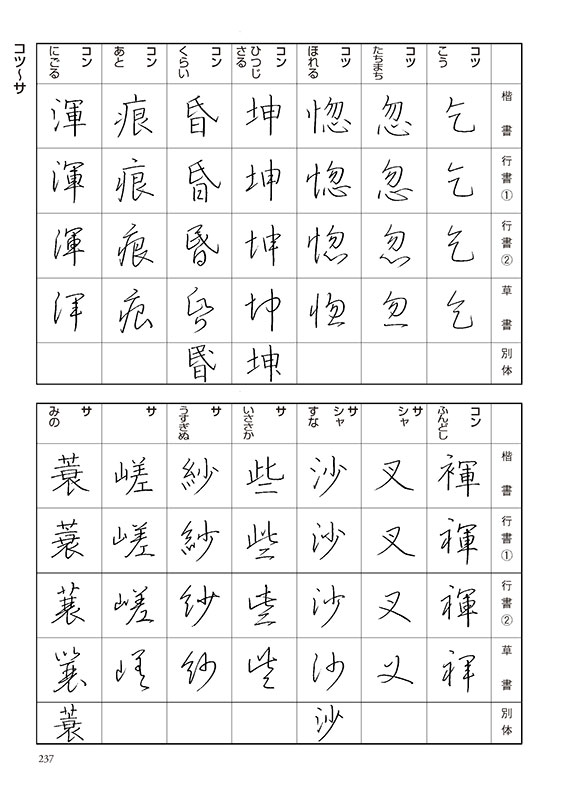 コツ～サ
楷書 行書① 行書② 草書 別体
コツ
こう
乞 乞 乞 乞
コツ
たちまち
忽 忽 忽 忽
コツ
ほれる
惚 惚 惚 惚
コン
ひつじ
さる
坤 坤 坤 坤 坤
コン
くらい
昏 昏 昬 昏 昬
コン
あと
痕 痕 痕 痕
コン
にごる
渾 渾 渾 渾
楷書 行書① 行書② 草書 別体
コン
ふんどし
褌 褌 褌 褌
サ
シャ
叉 叉 叉 叉
サ
シャ
すな
沙 沙 沙 沙 沙
サ
いささか
些 些 些 些
サ
うすぎぬ
紗 紗 紗 紗
サ
嵯 嵯 嵯 嵯
サ
みの
蓑 蓑 蓑 蓑 蓑
237